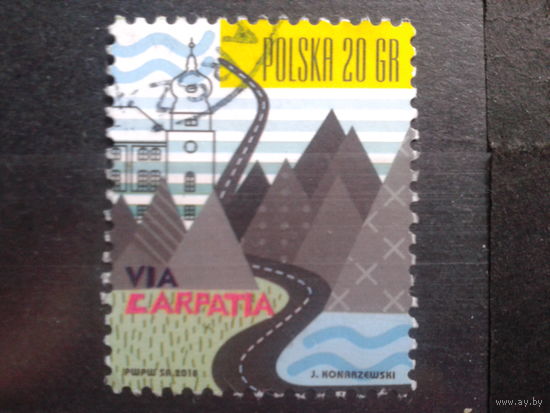 POLSKA 20 GR
VIA
CARPATIA
PWPW SA. 2018
J. KONARZEWSKI
www.ay.by